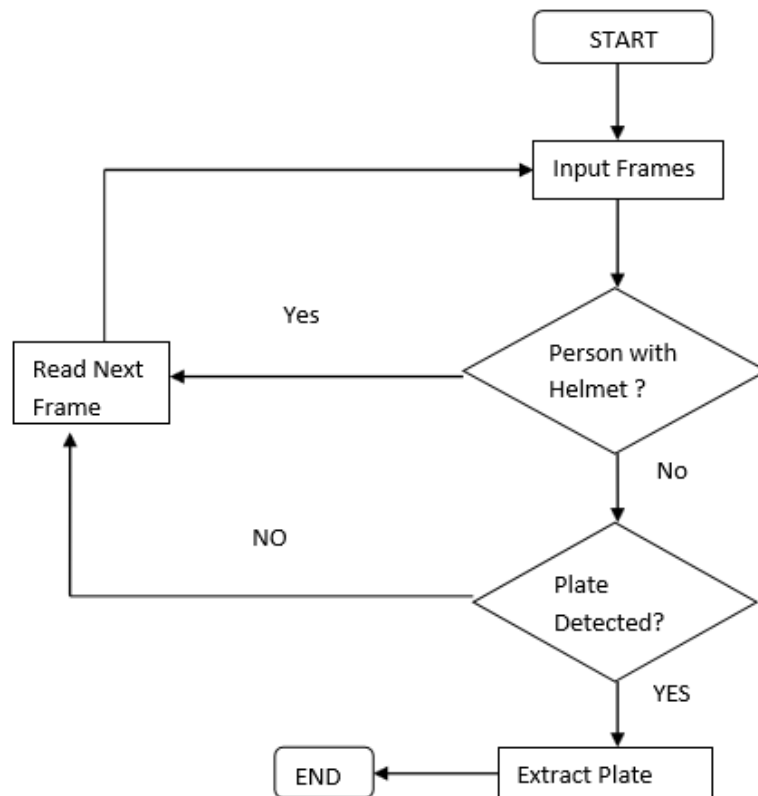 START
Input Frames
Yes
Person with
Helmet ?
Read Next
Frame
No
NO
Plate
Detected?
YES
END
Extract Plate